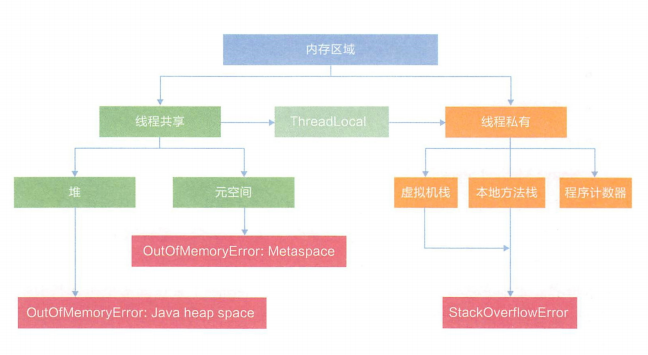 内存区域
线程共享
ThreadLocal
线程私有
堆
元空间
虚拟机栈
本地方法栈
程序计数器
OutOfMemoryError: Metaspace
OutOfMemoryError: Java heap space
StackOverflowError